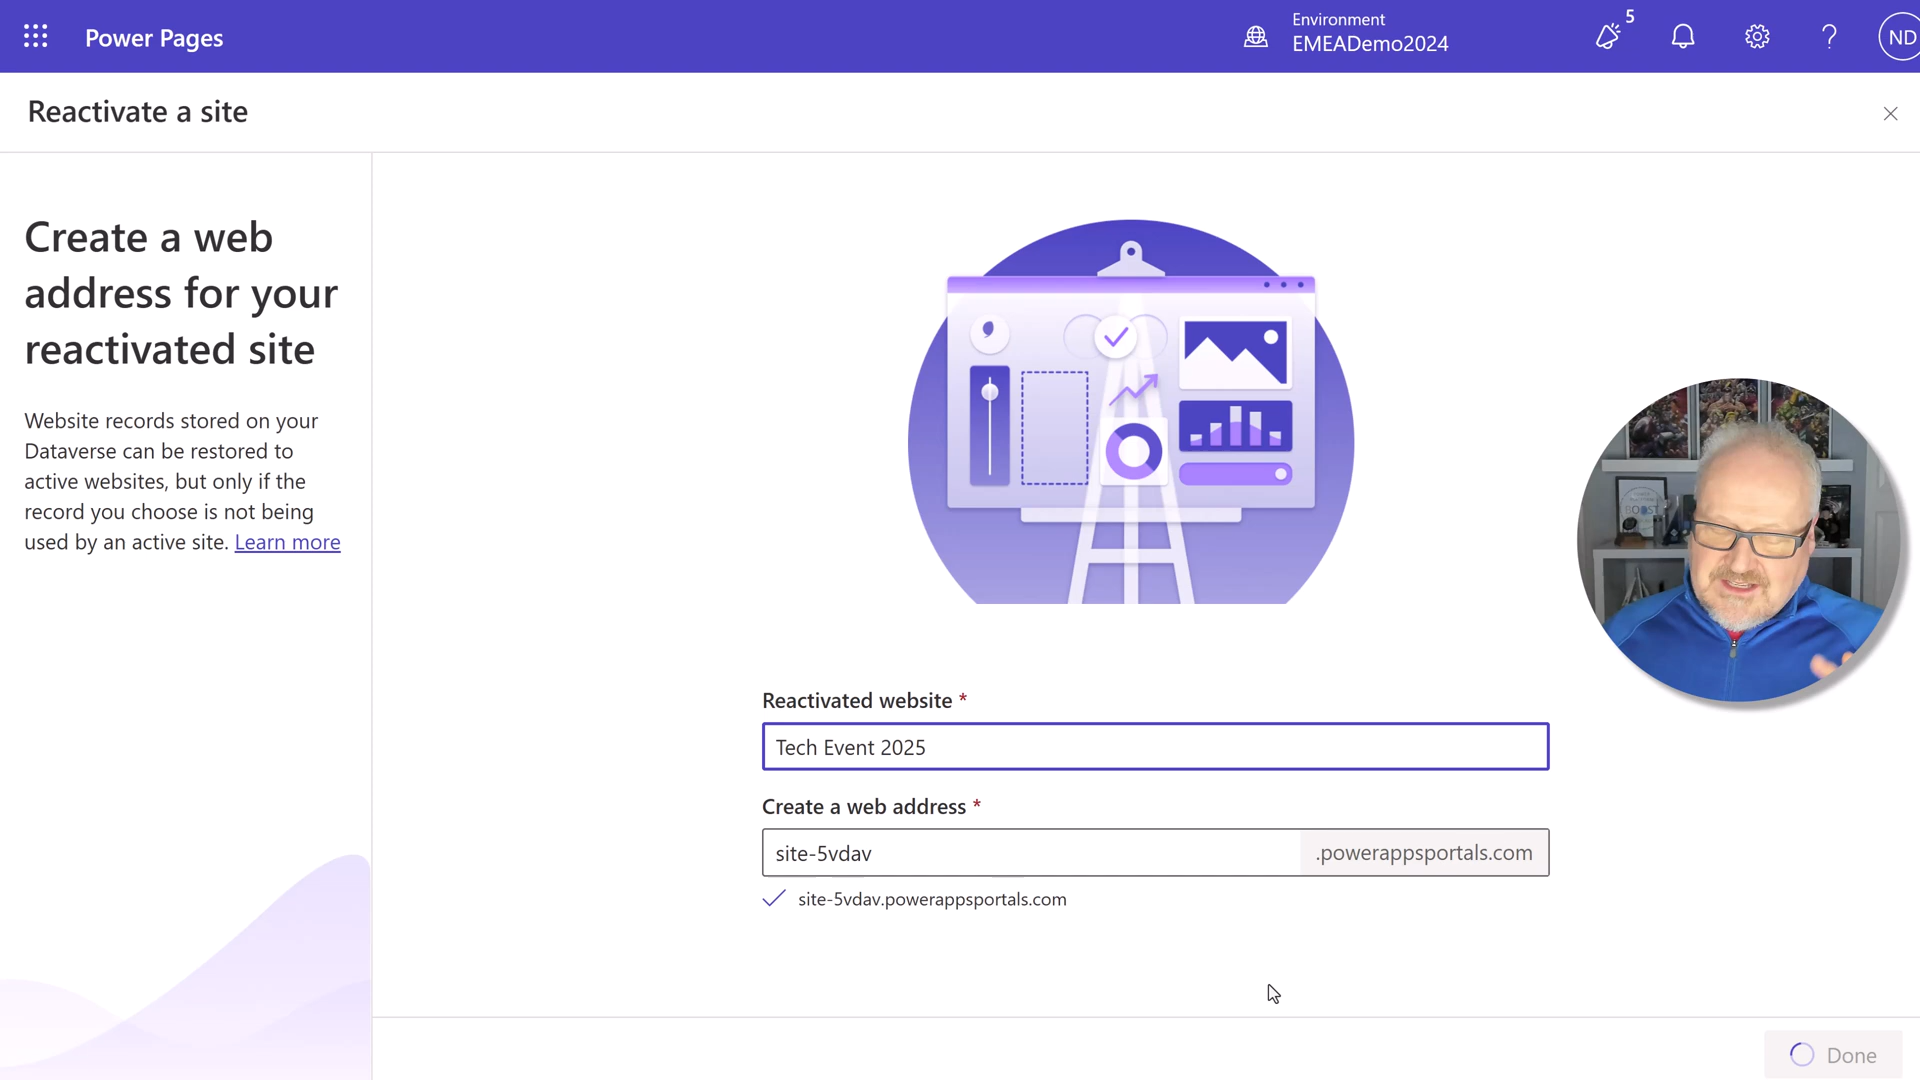 Power Pages
Environment
EMEADemo2024
5
ND
Reactivate a site
Create a web
address for your
reactivated site
Website records stored on your
Dataverse can be restored to
active websites, but only if the
record you choose is not being
used by an active site. Learn more
BOOST
Reactivated website *
Tech Event 2025
Create a web address *
site-5vdav
.powerappsportals.com
site-5vdav.powerappsportals.com
Done